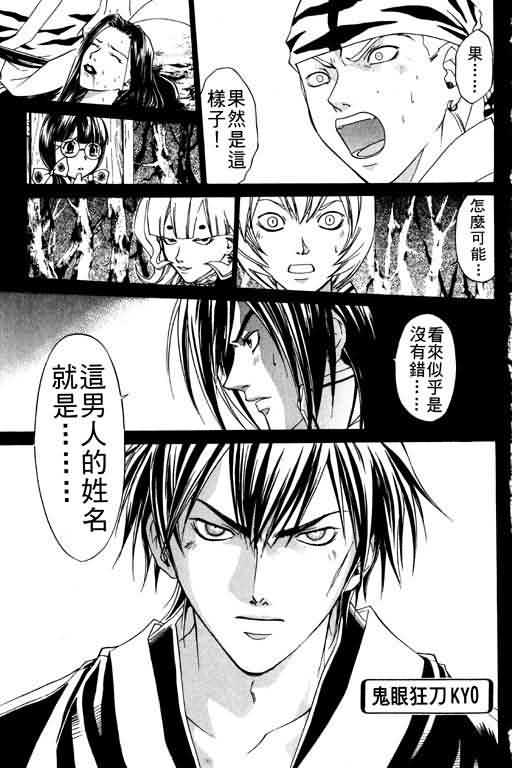 果……
果然是這
樣子！
怎麼可能…
看來似乎是
沒有錯……
這男人的姓名
就是………
鬼眼狂刀KYO